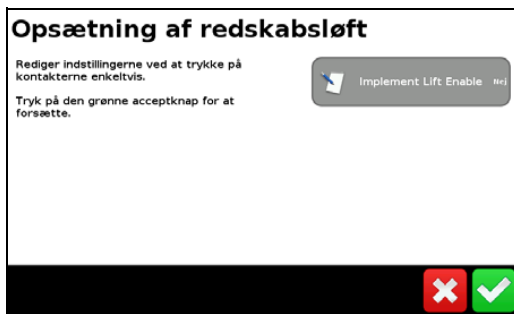 Opsætning af redskabsløft
Rediger indstillingerne ved at trykke på
kontakterne enkeltvis.
Tryk på den grønne acceptknap for at
forsætte.
Implement Lift Enable Nej